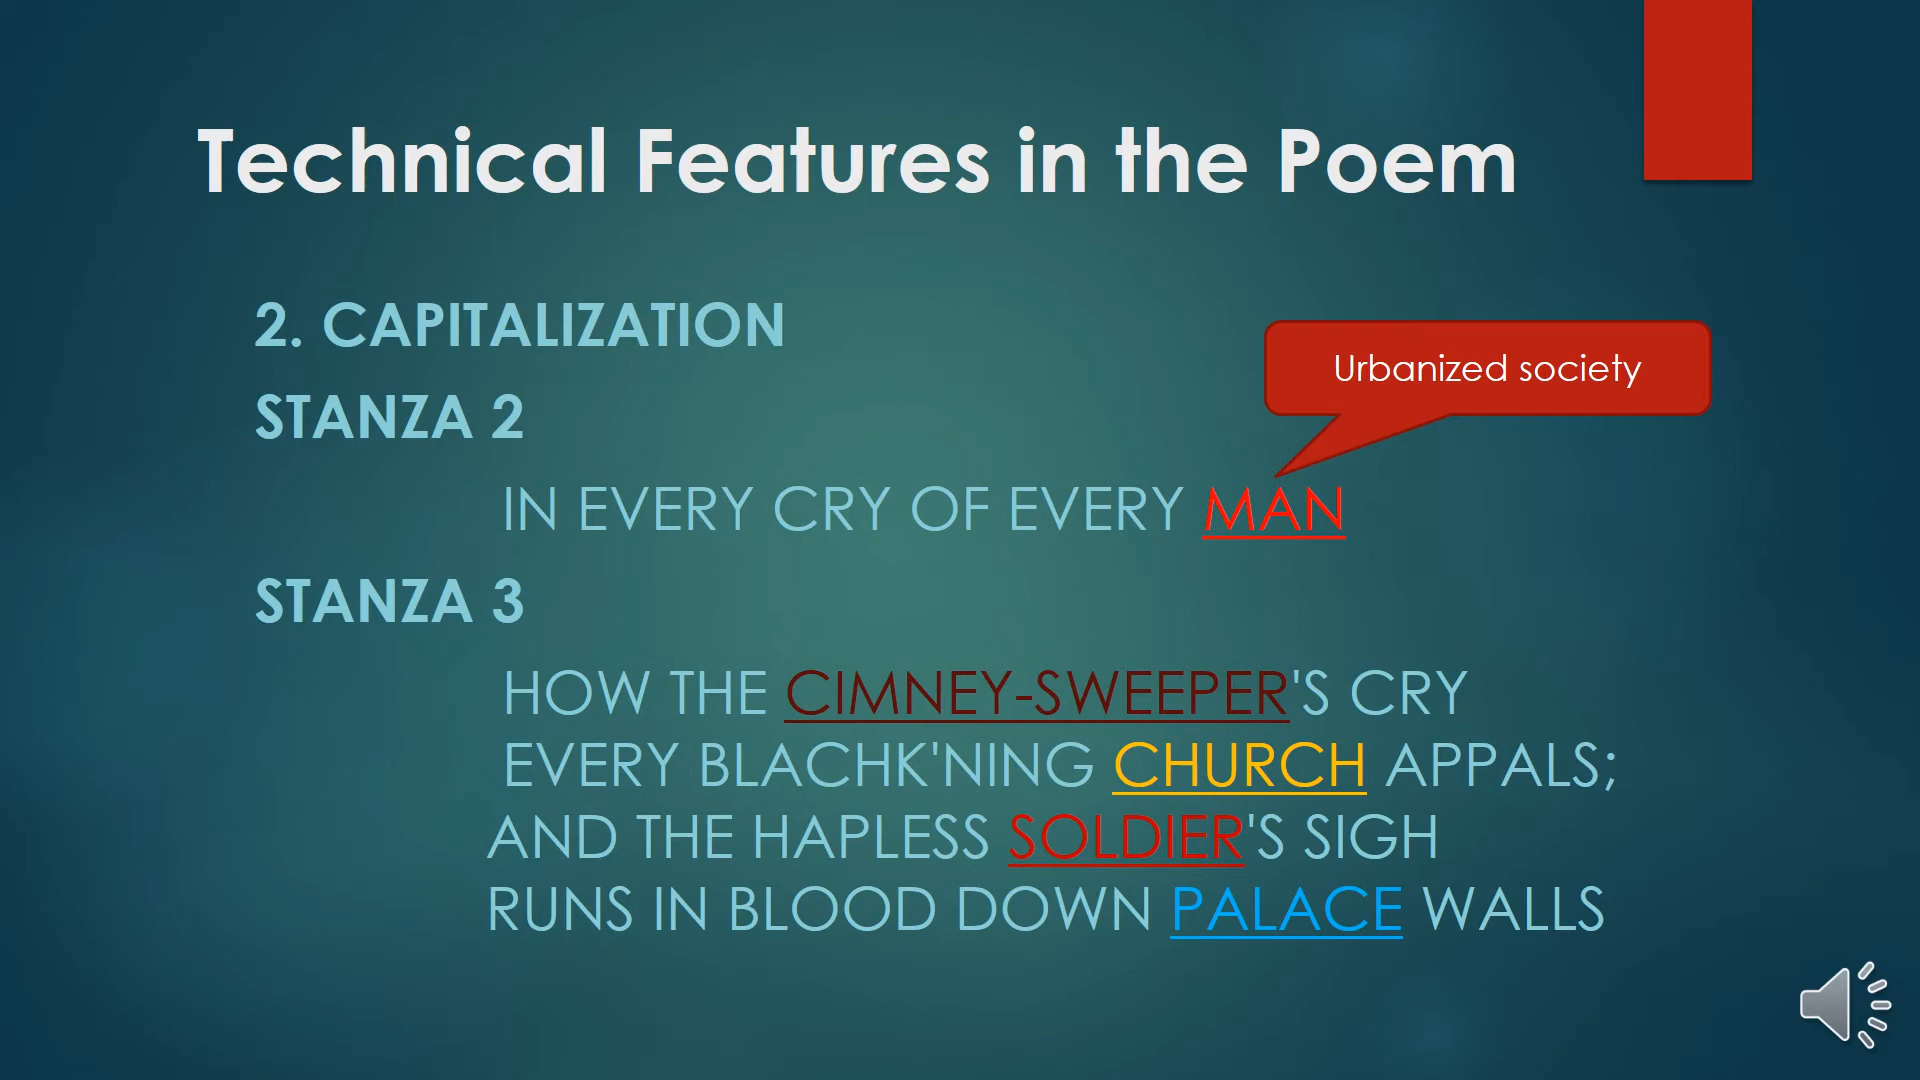 Technical Features in the Poem
2. CAPITALIZATION
Urbanized society
STANZA 2
IN EVERY CRY OF EVERY MAN
STANZA 3
HOW THE CIMNEY-SWEEPER'S CRY
EVERY BLACHK'NING CHURCH APPALS;
AND THE HAPLESS SOLDIER'S SIGH
RUNS IN BLOOD DOWN PALACE WALLS